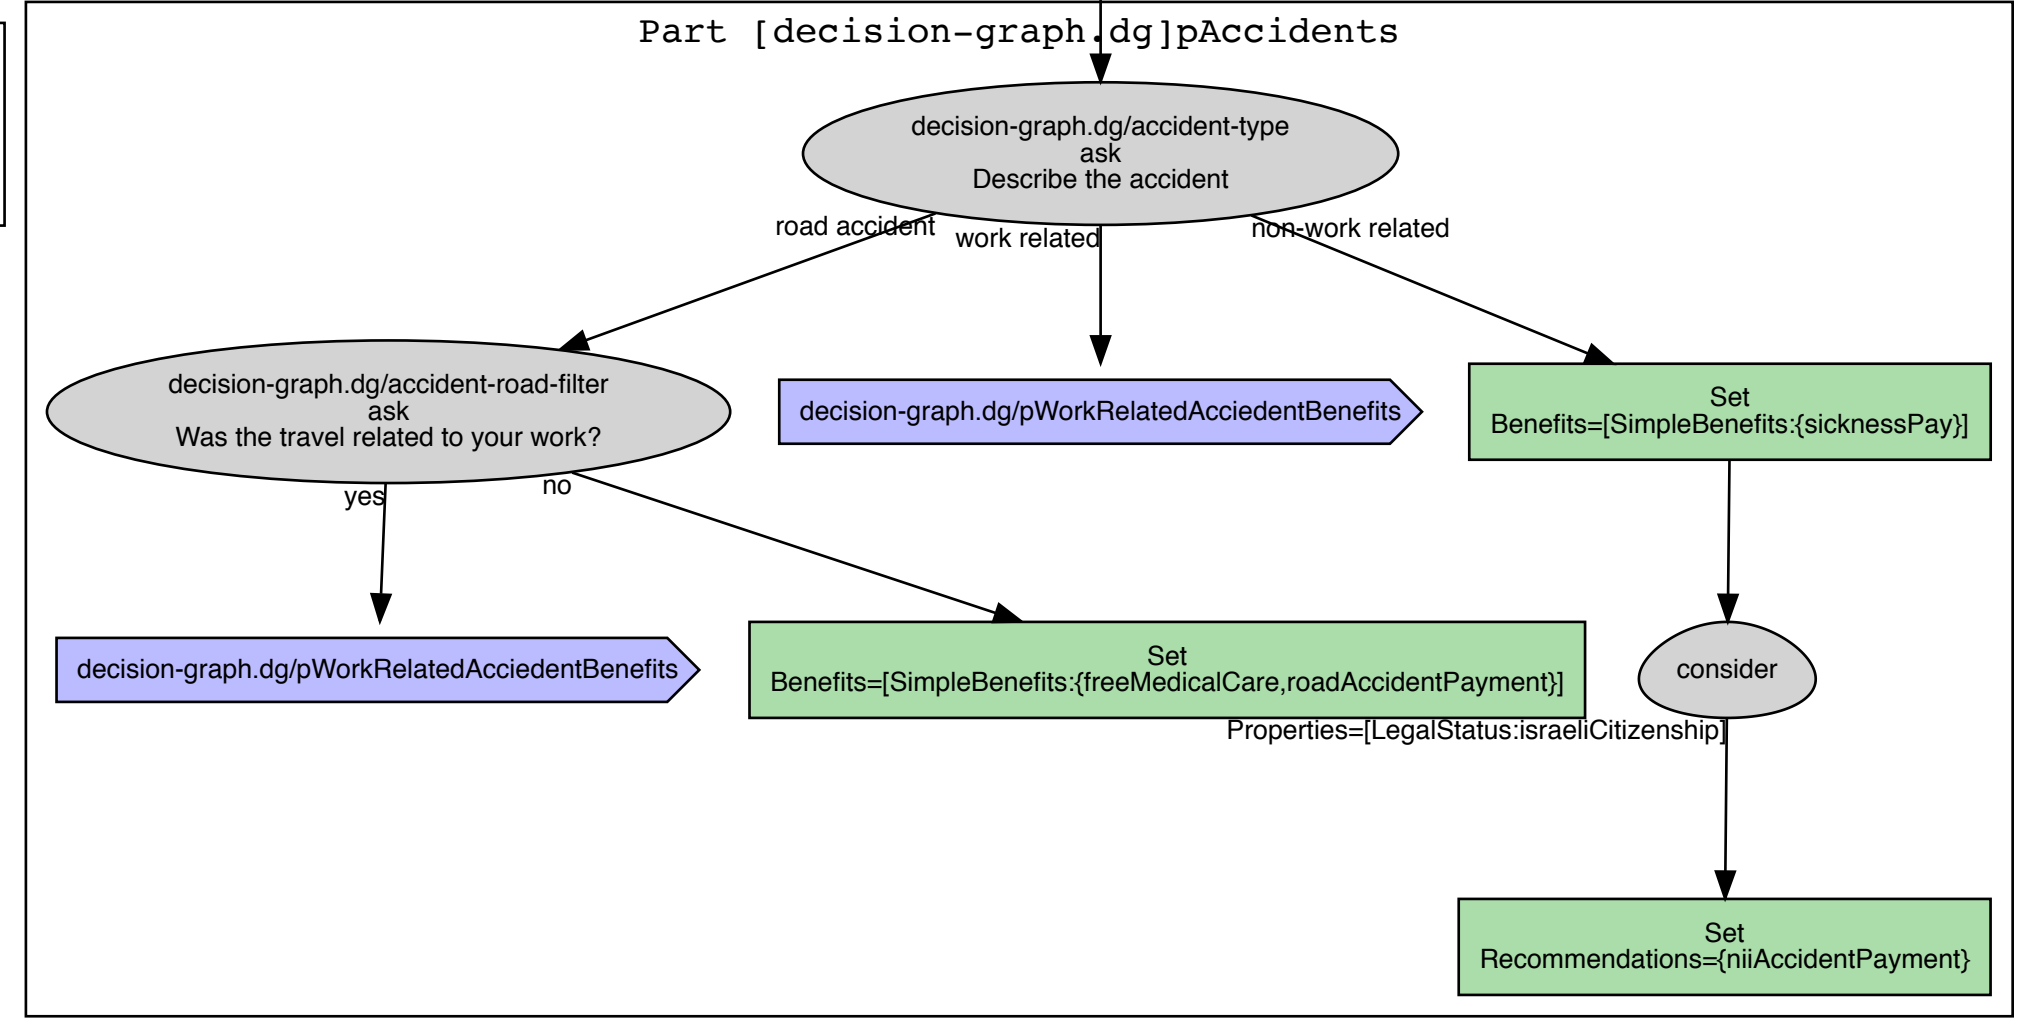 Part [decision-graph.dg]pAccidents
decision-graph.dg/accident-type
ask
Describe the accident
road accident
work related
non-work related
decision-graph.dg/accident-road-filter
ask
Was the travel related to your work?
decision-graph.dg/pWorkRelatedAcciedentBenefits
Set
Benefits=[SimpleBenefits:{sicknessPay}]
yes
no
decision-graph.dg/pWorkRelatedAcciedentBenefits
Set
Benefits=[SimpleBenefits:{freeMedicalCare,roadAccidentPayment}]
consider
Properties=[LegalStatus:israeliCitizenship]
Set
Recommendations={niiAccidentPayment}